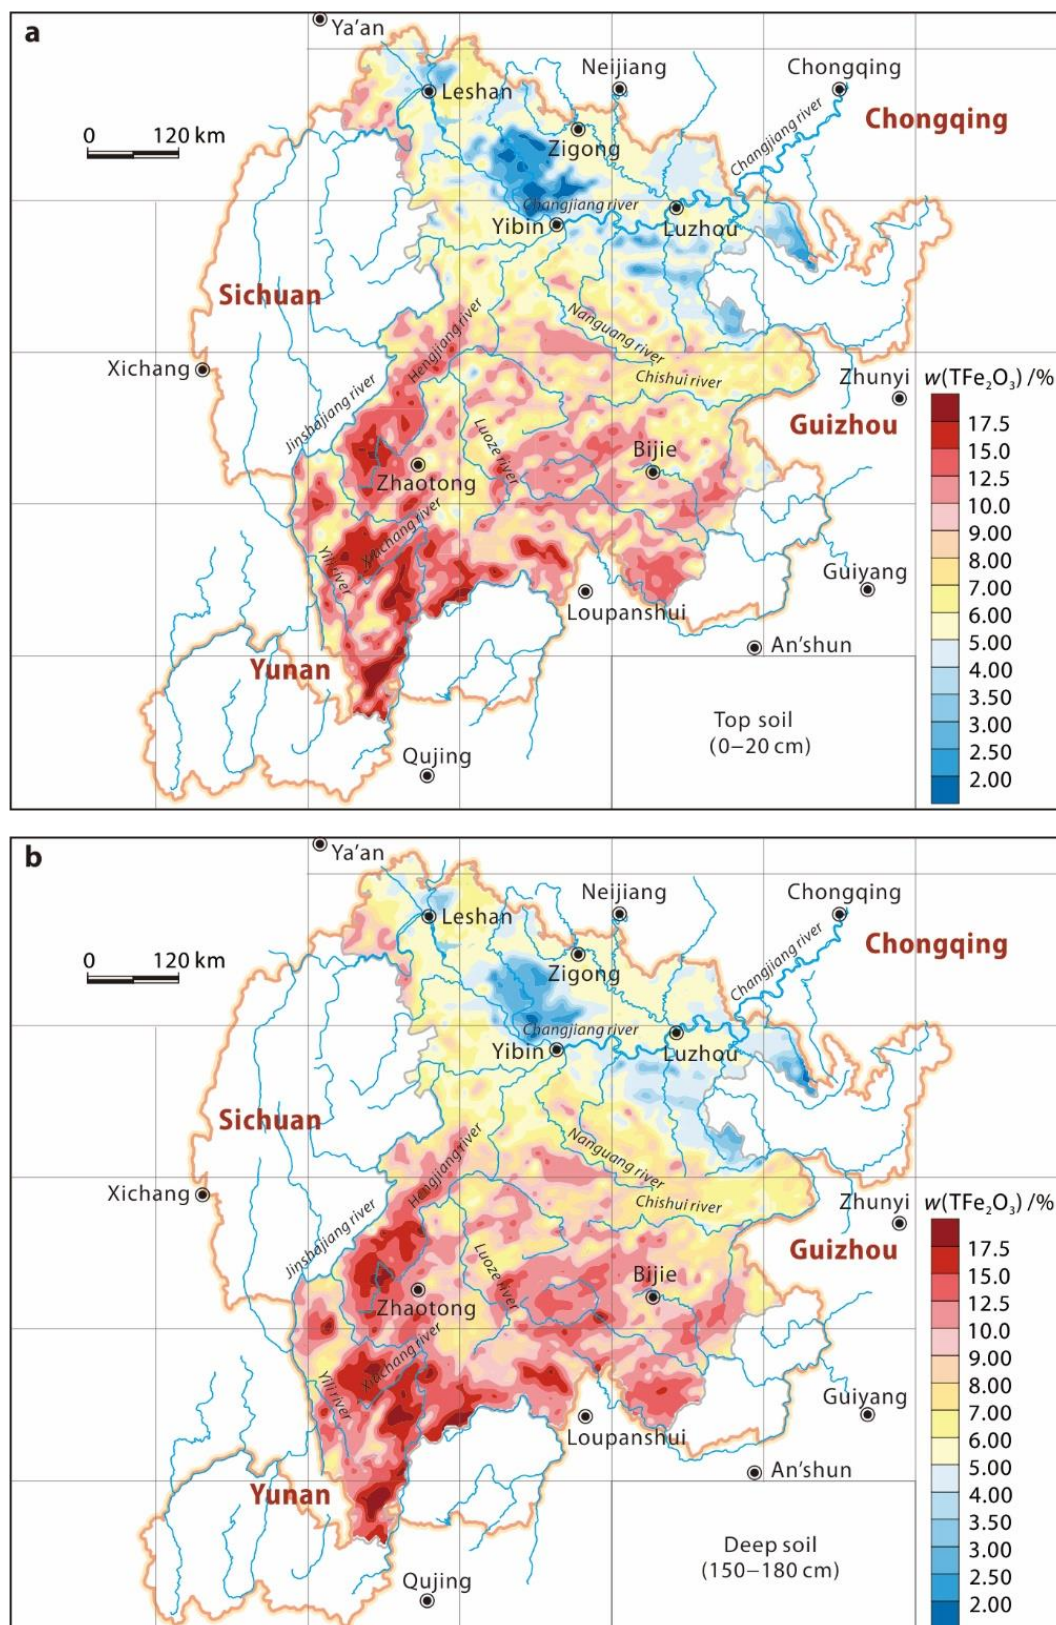 a
Ya'an
Leshan
Neijiang
Chongqing
Chongqing
0 120 km
Zigong
Changjiang river
Changjiang river
Yibin
Luzhou
Sichuan
Hengjiang river
Nanguang river
Xichang
Jinshajiang river
Chishui river
Zhunyi
w(TFe₂O₃) /%
17.5
15.0
12.5
10.0
9.00
8.00
7.00
6.00
5.00
4.00
3.50
3.00
2.50
2.00
Guizhou
Luoze river
Bijie
Zhaotong
Xiaochang river
Yili river
Guiyang
Loupanshui
An'shun
Yunan
Top soil
(0–20 cm)
Qujing
b
Ya'an
Leshan
Neijiang
Chongqing
Chongqing
0 120 km
Zigong
Changjiang river
Changjiang river
Yibin
Luzhou
Sichuan
Hengjiang river
Nanguang river
Xichang
Jinshajiang river
Chishui river
Zhunyi
w(TFe₂O₃) /%
17.5
15.0
12.5
10.0
9.00
8.00
7.00
6.00
5.00
4.00
3.50
3.00
2.50
2.00
Guizhou
Luoze river
Bijie
Zhaotong
Xiaochang river
Yili river
Guiyang
Loupanshui
An'shun
Yunan
Deep soil
(150–180 cm)
Qujing